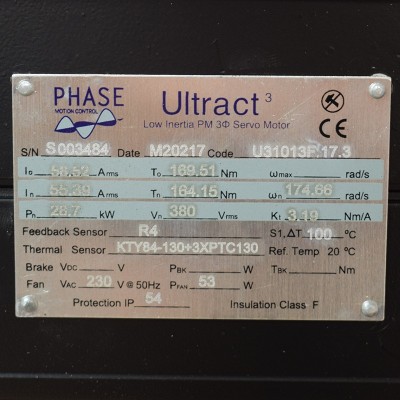 PHASE
MOTION CONTROL
Ultract 3
Low Inertia PM 3Φ Servo Motor
CE
S/N S003484 Date M20217 Code U31013F.17.3
I₀ Arms T₀ 169.51 Nm ωmax rad/s
Iₙ 55.39 Arms Tₙ 164.15 Nm ωₙ 174.66 rad/s
Pₙ 28.7 kW Vₙ 380 Vrms Kₜ 3.19 Nm/A
Feedback Sensor R4 S1, ΔT 100 °C
Thermal Sensor KTY84-130+3XPTC130 Ref. Temp 20 °C
Brake VDC V PBK W TBK Nm
Fan VAC 230 V @ 50Hz PFAN 53 W
Protection IP 54 Insulation Class F